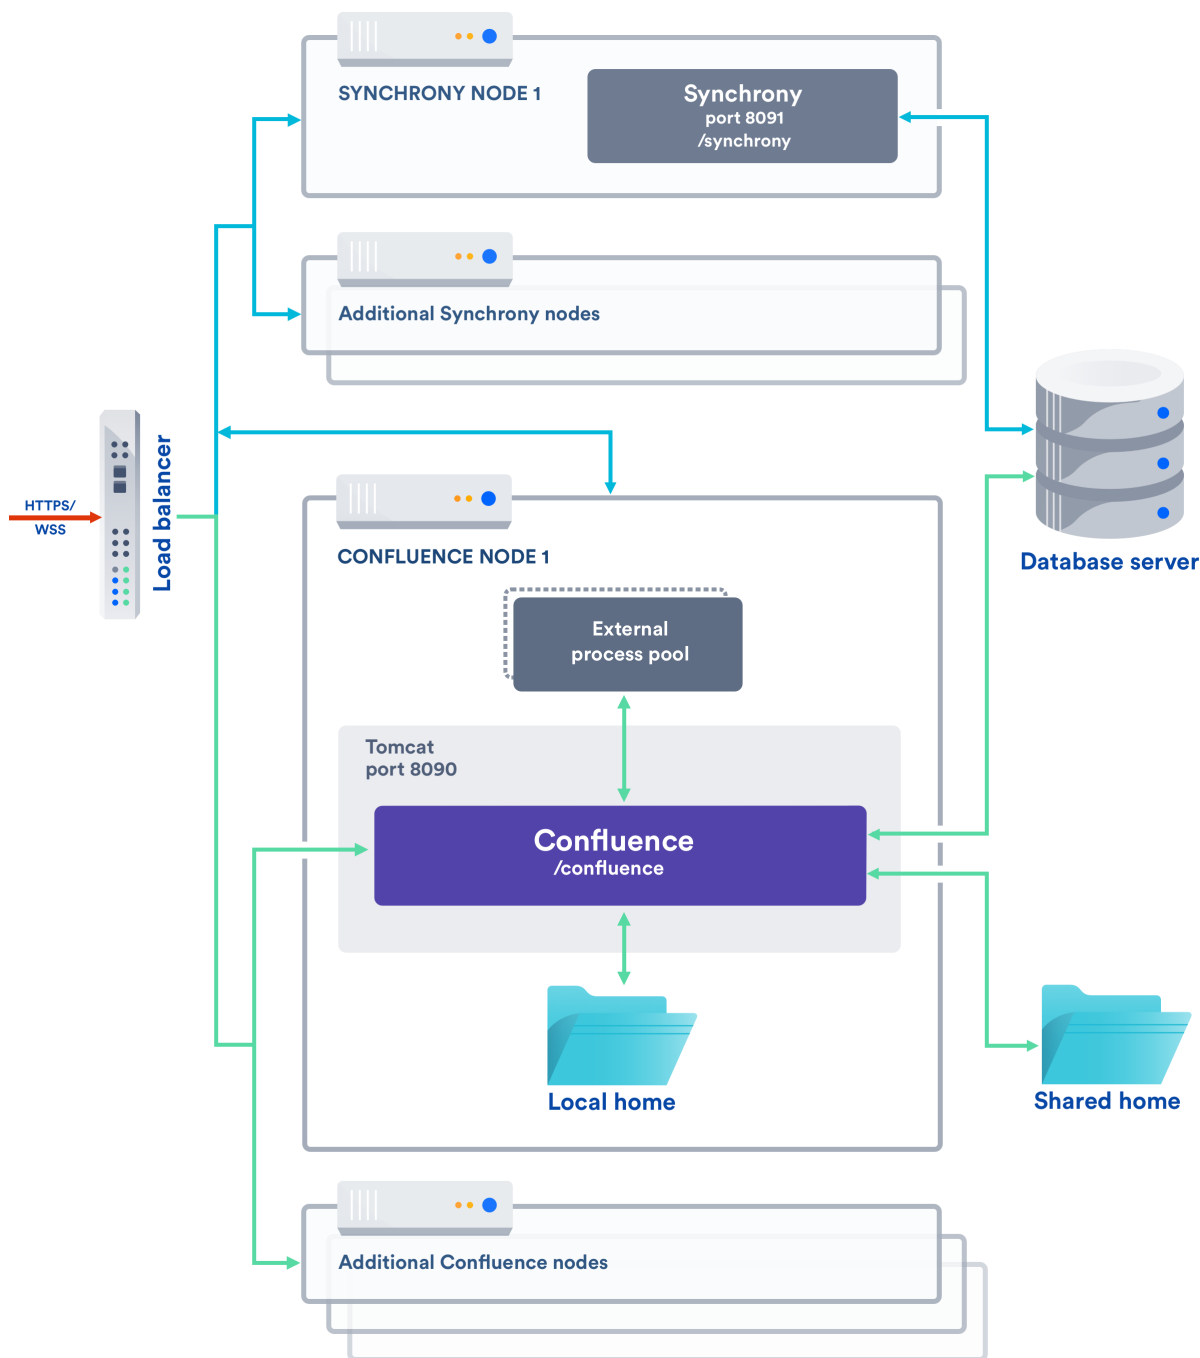 SYNCHRONY NODE 1
Synchrony
port 8091
/synchrony
Additional Synchrony nodes
HTTPS/
WSS
Load balancer
Database server
CONFLUENCE NODE 1
External
process pool
Tomcat
port 8090
Confluence
/confluence
Local home
Shared home
Additional Confluence nodes